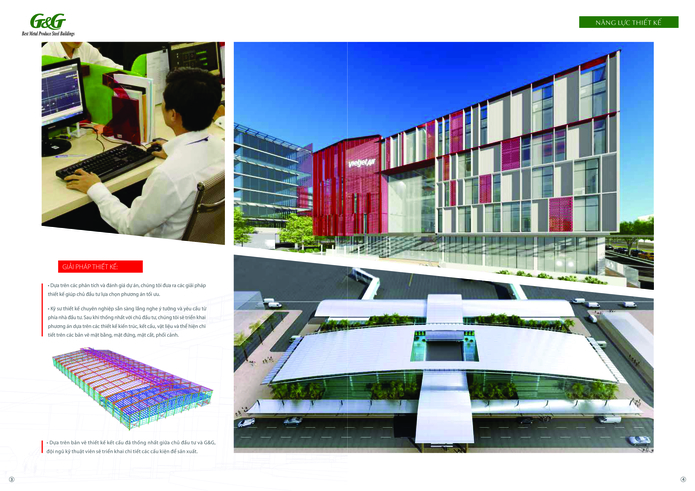 G&G
Best Metal Produce Steel Buildings
NĂNG LỰC THIẾT KẾ
vietjet Air
GIẢI PHÁP THIẾT KẾ:
• Dựa trên các phân tích và đánh giá dự án, chúng tôi đưa ra các giải pháp
thiết kế giúp chủ đầu tư lựa chọn phương án tối ưu.
• Kỹ sư thiết kế chuyên nghiệp sẵn sàng lắng nghe ý tưởng và yêu cầu từ
phía nhà đầu tư. Sau khi thống nhất với chủ đầu tư, chúng tôi sẽ triển khai
phương án dựa trên các thiết kế kiến trúc, kết cấu, vật liệu và thể hiện chi
tiết trên các bản vẽ mặt bằng, mặt đứng, mặt cắt, phối cảnh.
• Dựa trên bản vẽ thiết kế kết cấu đã thống nhất giữa chủ đầu tư và G&G,
đội ngũ kỹ thuật viên sẽ triển khai chi tiết các cấu kiện để sản xuất.
3
4